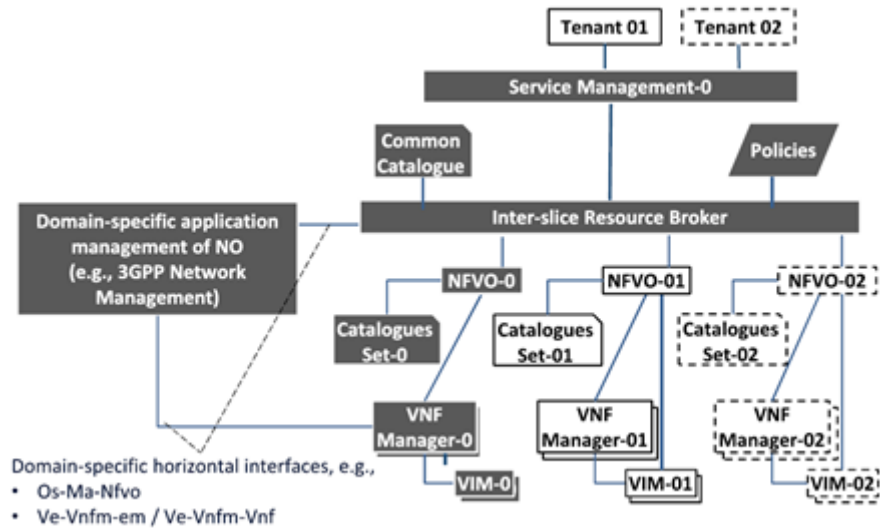 Tenant 01
Tenant 02
Service Management-0
Common
Catalogue
Policies
Domain-specific application
management of NO
(e.g., 3GPP Network
Management)
Inter-slice Resource Broker
NFVO-0
NFVO-01
NFVO-02
Catalogues
Set-0
Catalogues
Set-01
Catalogues
Set-02
VNF
Manager-0
VNF
Manager-01
VNF
Manager-02
VIM-0
VIM-01
VIM-02
Domain-specific horizontal interfaces, e.g.,
• Os-Ma-Nfvo
• Ve-Vnfm-em / Ve-Vnfm-Vnf